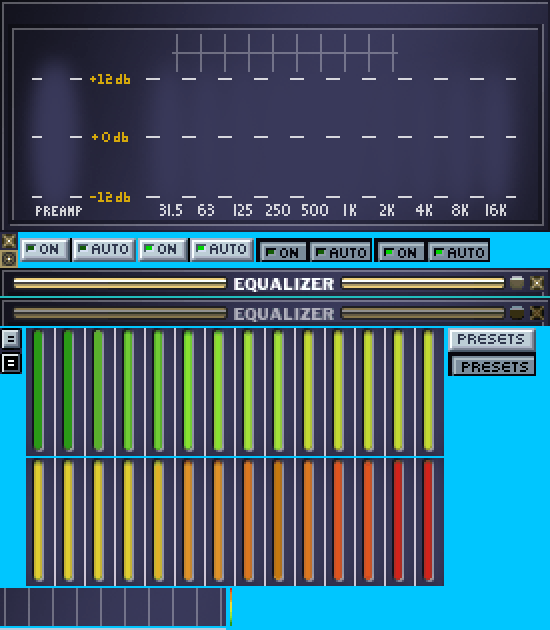 +12db
+0db
-12db
PREAMP 31.5 63 125 250 500 1K 2K 4K 8K 16K
ON AUTO ON AUTO ON AUTO ON AUTO
EQUALIZER
EQUALIZER
PRESETS
PRESETS